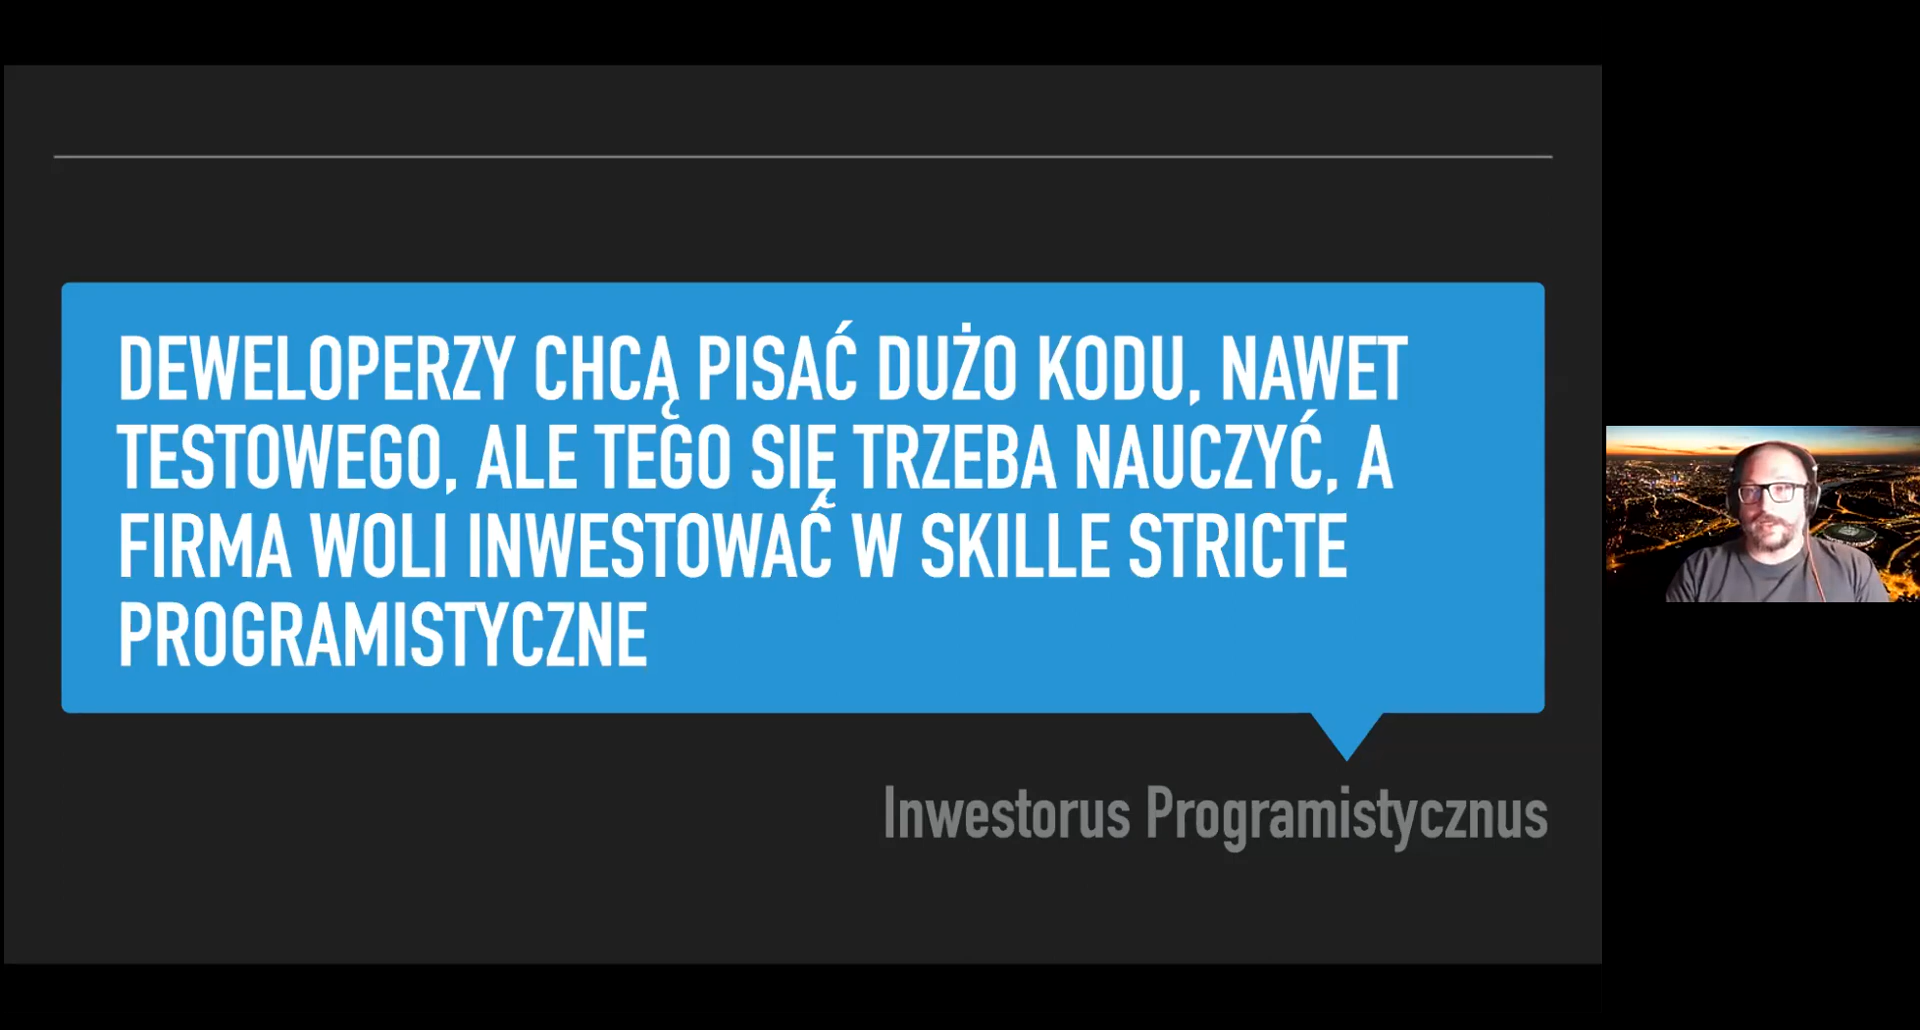 DEWELOPERZY CHCĄ PISAĆ DUŻO KODU, NAWET
TESTOWEGO, ALE TEGO SIĘ TRZEBA NAUCZYĆ, A
FIRMA WOLI INWESTOWAĆ W SKILLE STRICTE
PROGRAMISTYCZNE
Inwestorus Programistycznus